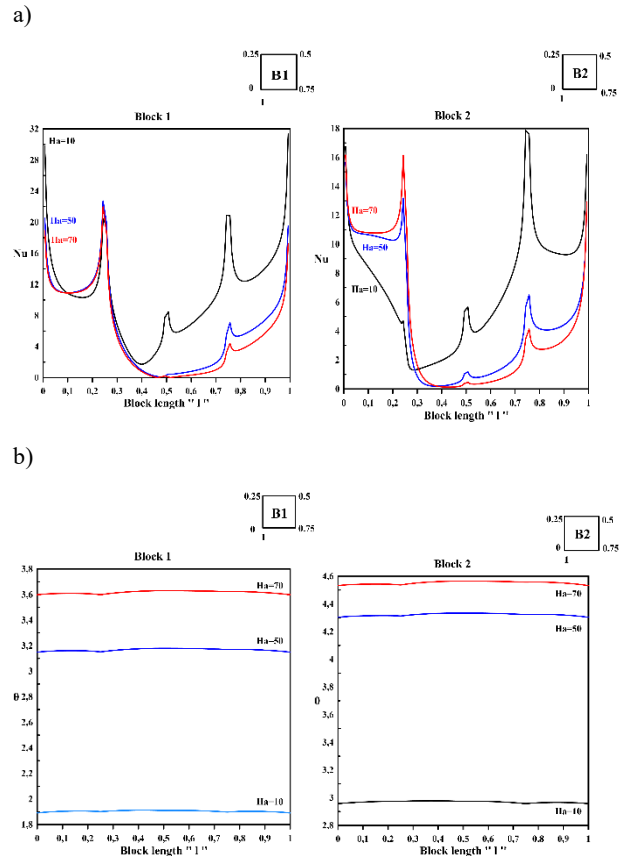 a)
0.25 0.5
B1
0 0.75
1
0.25 0.5
B2
0 0.75
1
Block 1
32
28
24
20
Nu
16
12
8
4
0
Ha=10
Ha=50
Ha=70
0 0,1 0,2 0,3 0,4 0,5 0,6 0,7 0,8 0,9 1
Block length "1"
Block 2
18
16
14
12
10
Nu
8
6
4
2
0
Ha=70
Ha=50
Ha=10
0 0,1 0,2 0,3 0,4 0,5 0,6 0,7 0,8 0,9 1
Block length "1"
b)
0.25 0.5
B1
0 0.75
1
0.25 0.5
B2
0 0.75
1
Block 1
3,8
3,6
3,4
3,2
3
2,8
θ
2,6
2,4
2,2
2
1,8
Ha=70
Ha=50
Ha=10
0 0,1 0,2 0,3 0,4 0,5 0,6 0,7 0,8 0,9 1
Block length "1"
Block 2
4,6
4,4
4,2
4
3,8
θ
3,6
3,4
3,2
3
2,8
Ha=70
Ha=50
Ha=10
0 0,1 0,2 0,3 0,4 0,5 0,6 0,7 0,8 0,9 1
Block length "1"